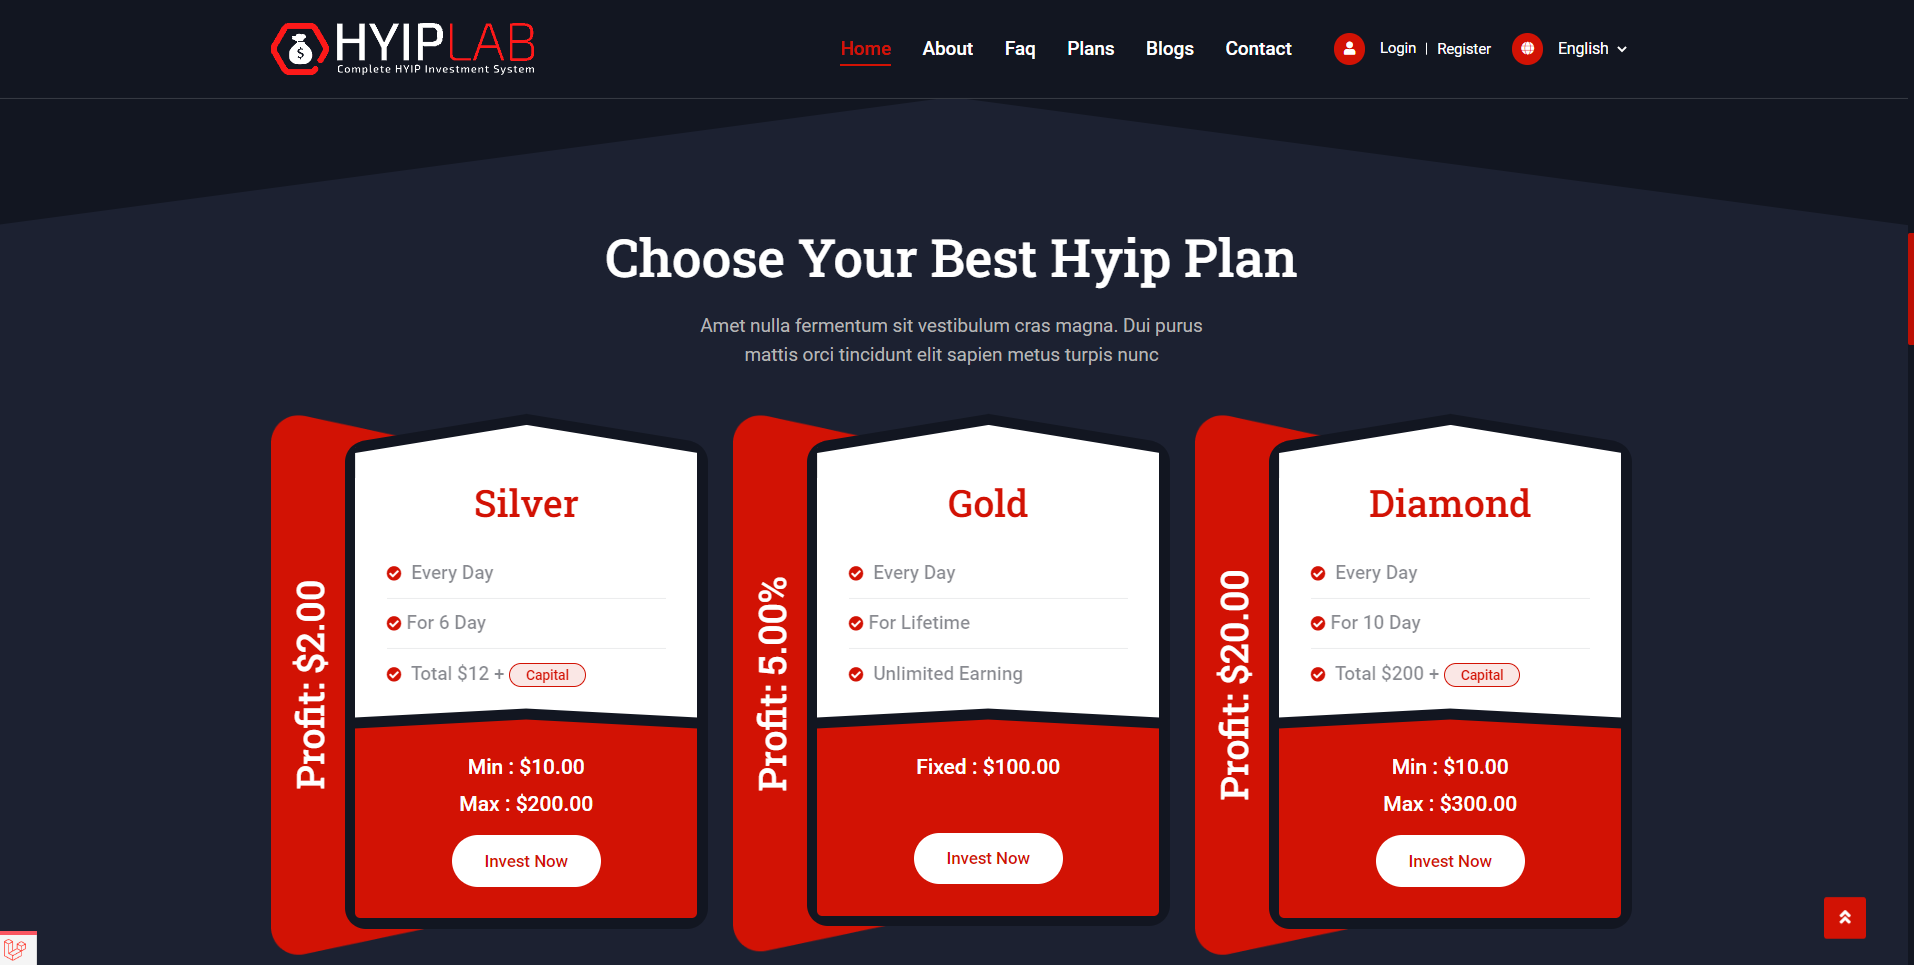 HYIPLAB
Complete HYIP Investment System
Home About Faq Plans Blogs Contact Login | Register English
Choose Your Best Hyip Plan
Amet nulla fermentum sit vestibulum cras magna. Dui purus
mattis orci tincidunt elit sapien metus turpis nunc
Profit: $2.00
Silver
Every Day
For 6 Day
Total $12 + Capital
Min : $10.00
Max : $200.00
Invest Now
Profit: 5.00%
Gold
Every Day
For Lifetime
Unlimited Earning
Fixed : $100.00
Invest Now
Profit: $20.00
Diamond
Every Day
For 10 Day
Total $200 + Capital
Min : $10.00
Max : $300.00
Invest Now